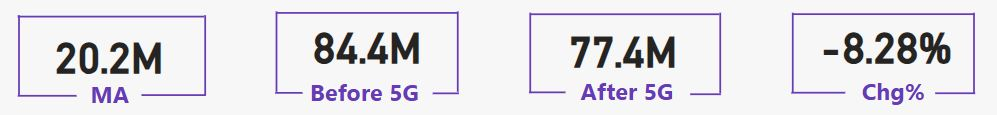 20.2M
MA
84.4M
Before 5G
77.4M
After 5G
-8.28%
Chg%